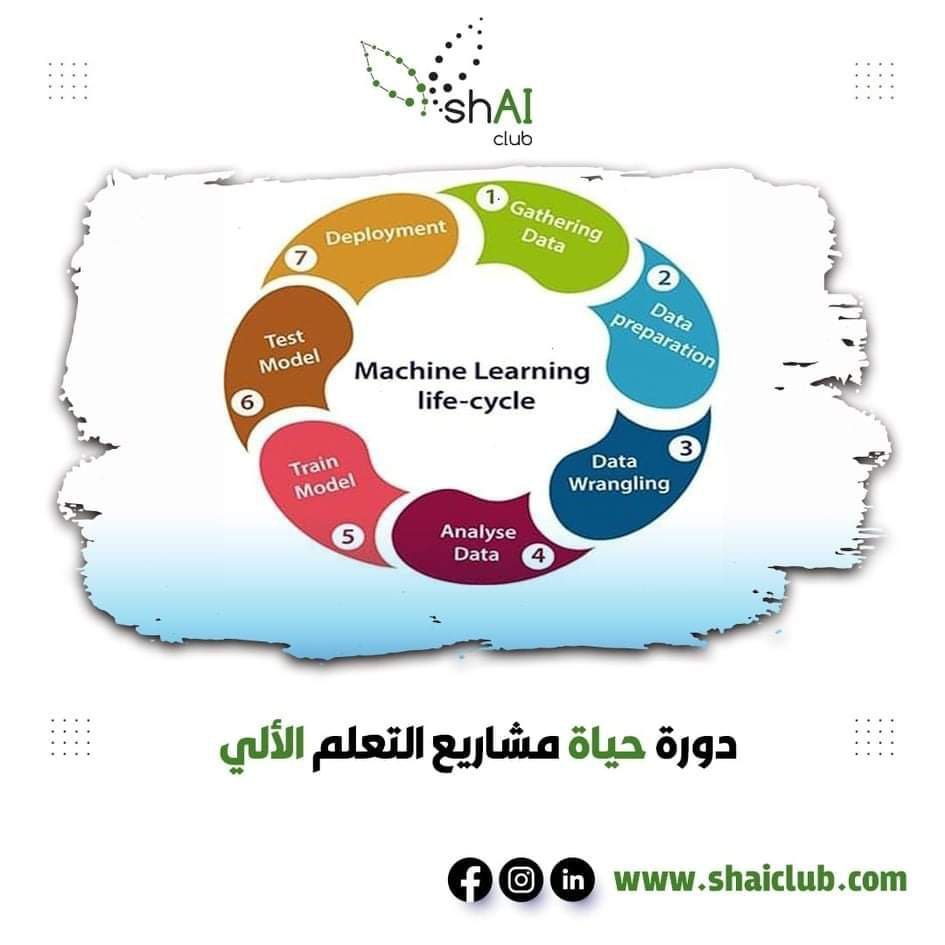 shAI
club
1
Gathering
Data
2
Data
preparation
3
Data
Wrangling
Analyse
Data
4
Train
Model
5
Test
Model
6
Deployment
7
Machine Learning
life-cycle
دورة حياة مشاريع التعلم الألي
f in www.shaiclub.com